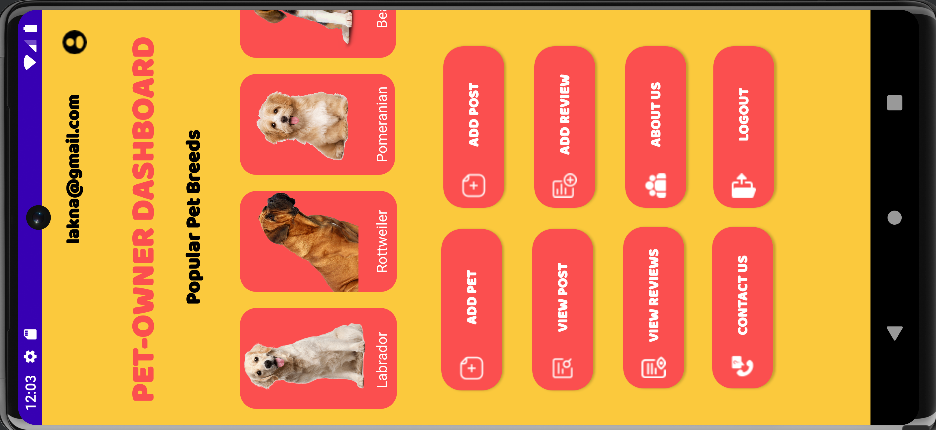 12:03
lakna@gmail.com
PET-OWNER DASHBOARD
Popular Pet Breeds
Labrador
Rottweiler
Pomeranian
Bea
ADD PET
ADD POST
VIEW POST
ADD REVIEW
VIEW REVIEWS
ABOUT US
CONTACT US
LOGOUT